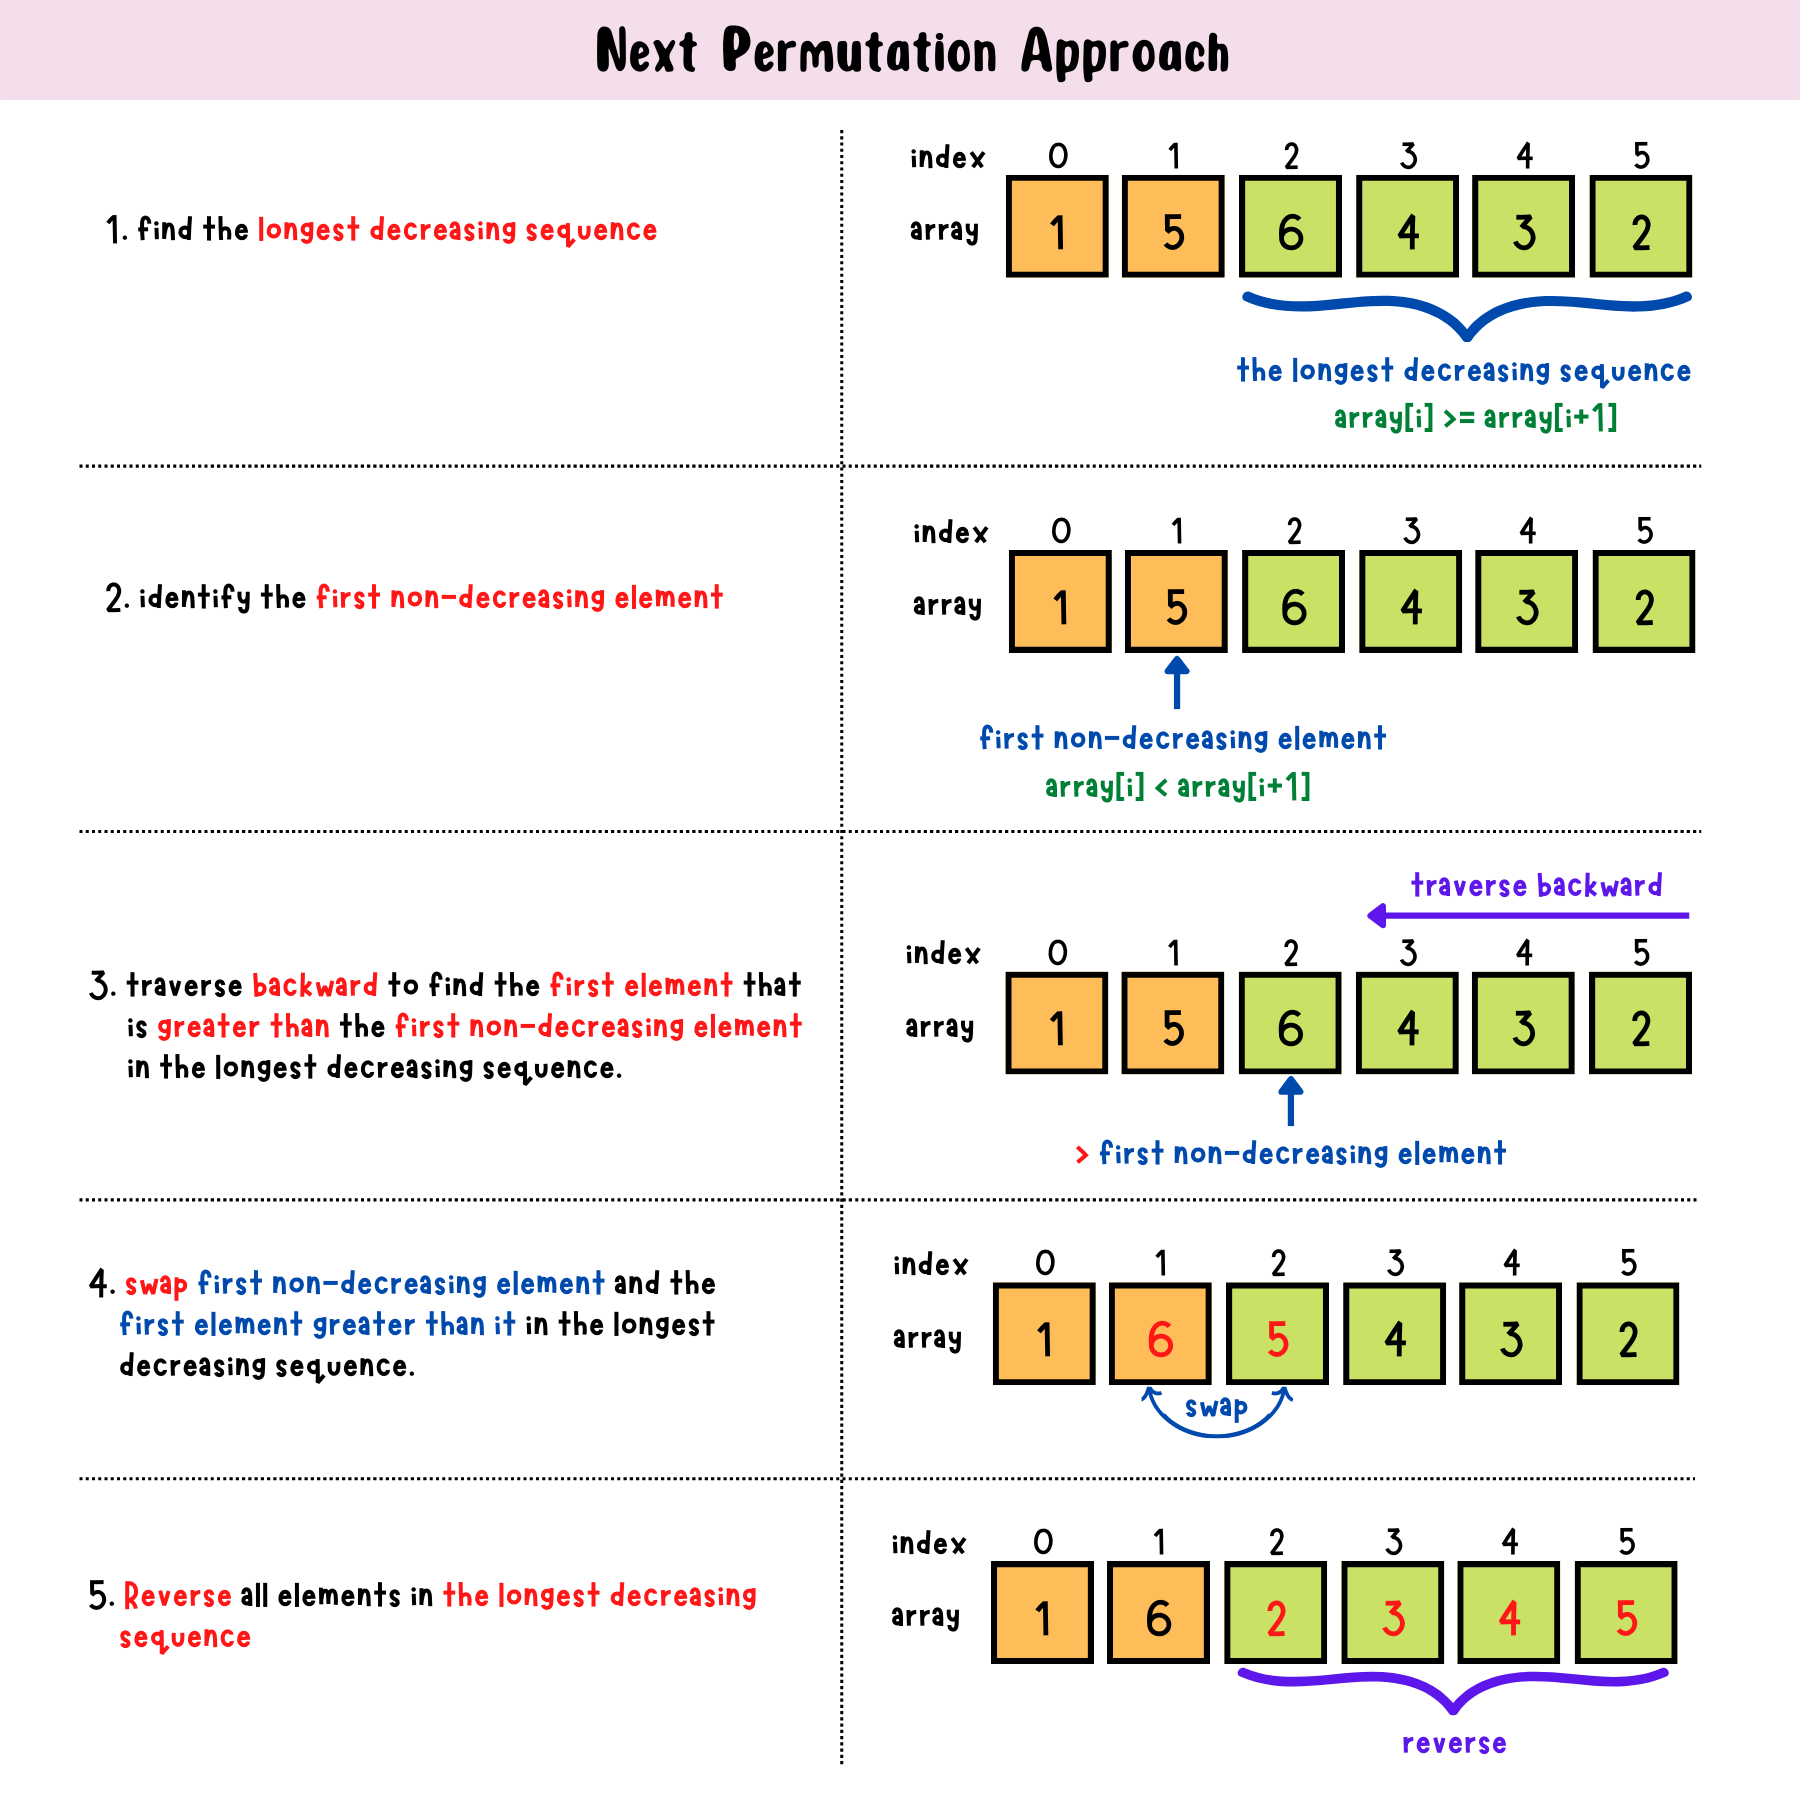 Next Permutation Approach
1. find the longest decreasing sequence
index 0 1 2 3 4 5
array 1 5 6 4 3 2
the longest decreasing sequence
array[i] >= array[i+1]
2. identify the first non-decreasing element
index 0 1 2 3 4 5
array 1 5 6 4 3 2
first non-decreasing element
array[i] < array[i+1]
3. traverse backward to find the first element that
is greater than the first non-decreasing element
in the longest decreasing sequence.
traverse backward
index 0 1 2 3 4 5
array 1 5 6 4 3 2
> first non-decreasing element
4. swap first non-decreasing element and the
first element greater than it in the longest
decreasing sequence.
index 0 1 2 3 4 5
array 1 6 5 4 3 2
swap
5. Reverse all elements in the longest decreasing
sequence
index 0 1 2 3 4 5
array 1 6 2 3 4 5
reverse